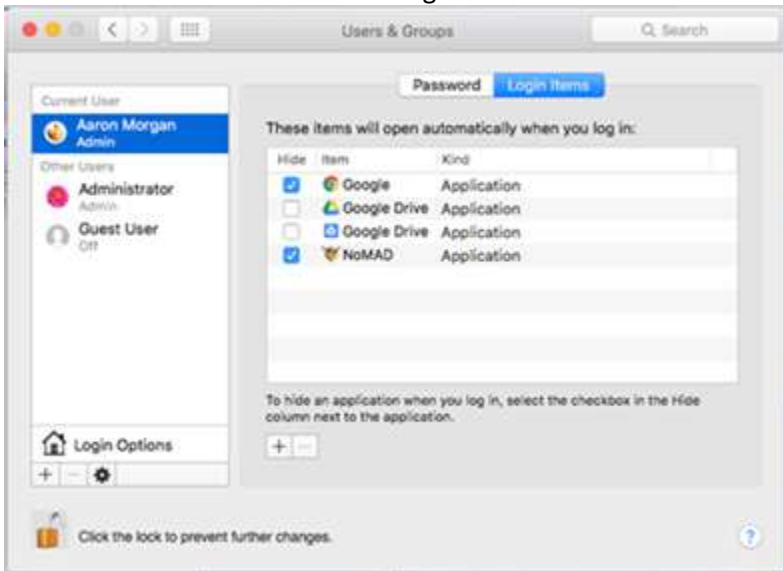 Users & Groups
Search
Password Login Items
Current User
Aaron Morgan
Admin
Other Users
Administrator
Admin
Guest User
Off
Login Options
These items will open automatically when you log in:
Hide Item Kind
Google Application
Google Drive Application
Google Drive Application
NoMAD Application
To hide an application when you log in, select the checkbox in the Hide
column next to the application.
Click the lock to prevent further changes.